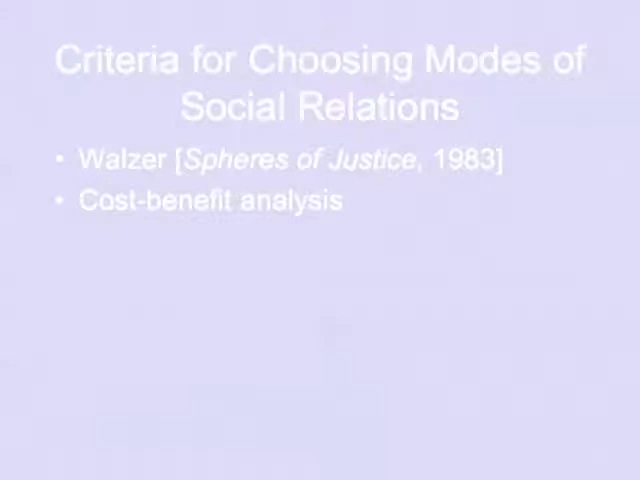 Criteria for Choosing Modes of
Social Relations
• Walzer [Spheres of Justice, 1983]
• Cost-benefit analysis